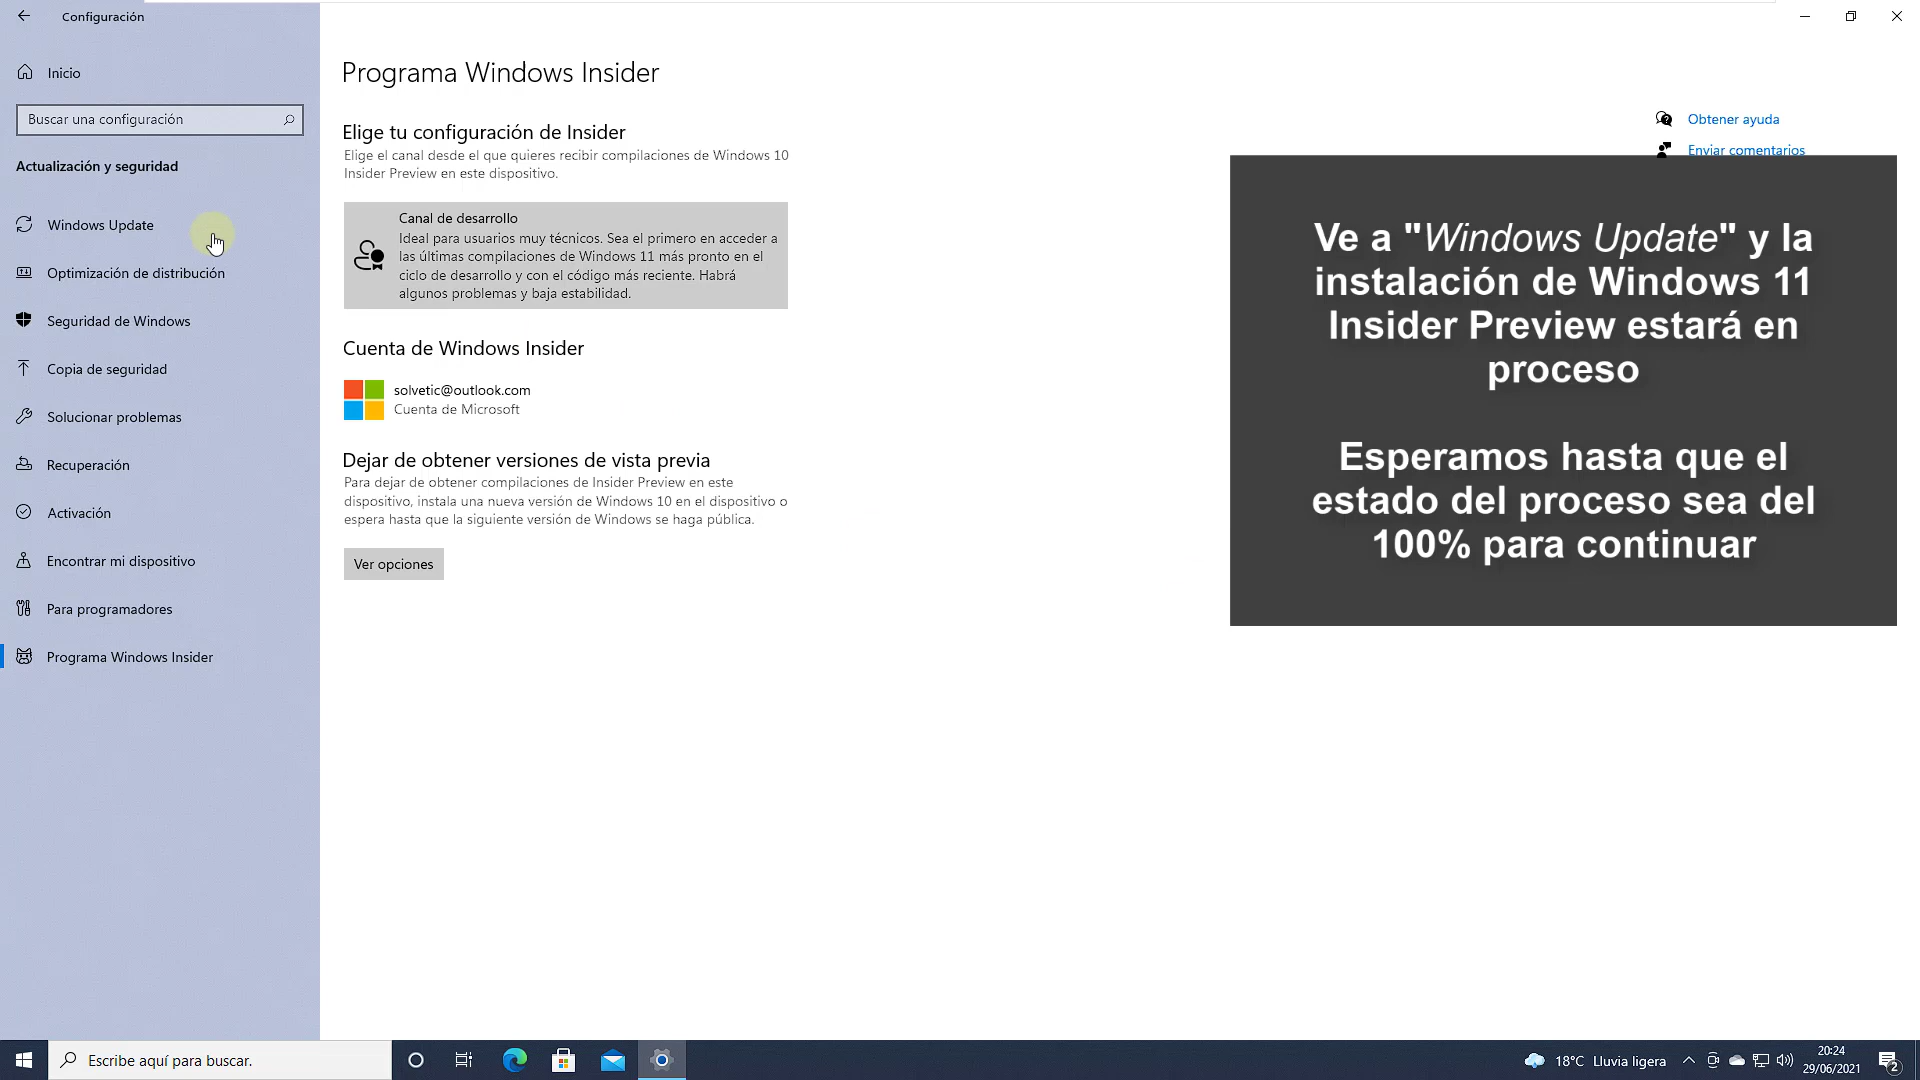 Configuración
Inicio
Buscar una configuración
Actualización y seguridad
Windows Update
Optimización de distribución
Seguridad de Windows
Copia de seguridad
Solucionar problemas
Recuperación
Activación
Encontrar mi dispositivo
Para programadores
Programa Windows Insider
Programa Windows Insider
Elige tu configuración de Insider
Elige el canal desde el que quieres recibir compilaciones de Windows 10
Insider Preview en este dispositivo.
Canal de desarrollo
Ideal para usuarios muy técnicos. Sea el primero en acceder a
las últimas compilaciones de Windows 11 más pronto en el
ciclo de desarrollo y con el código más reciente. Habrá
algunos problemas y baja estabilidad.
Cuenta de Windows Insider
solvetic@outlook.com
Cuenta de Microsoft
Dejar de obtener versiones de vista previa
Para dejar de obtener compilaciones de Insider Preview en este
dispositivo, instala una nueva versión de Windows 10 en el dispositivo o
espera hasta que la siguiente versión de Windows se haga pública.
Ver opciones
Obtener ayuda
Enviar comentarios
Ve a "Windows Update" y la
instalación de Windows 11
Insider Preview estará en
proceso
Esperamos hasta que el
estado del proceso sea del
100% para continuar
Escribe aquí para buscar.
18°C Lluvia ligera
20:24
29/06/2021
2